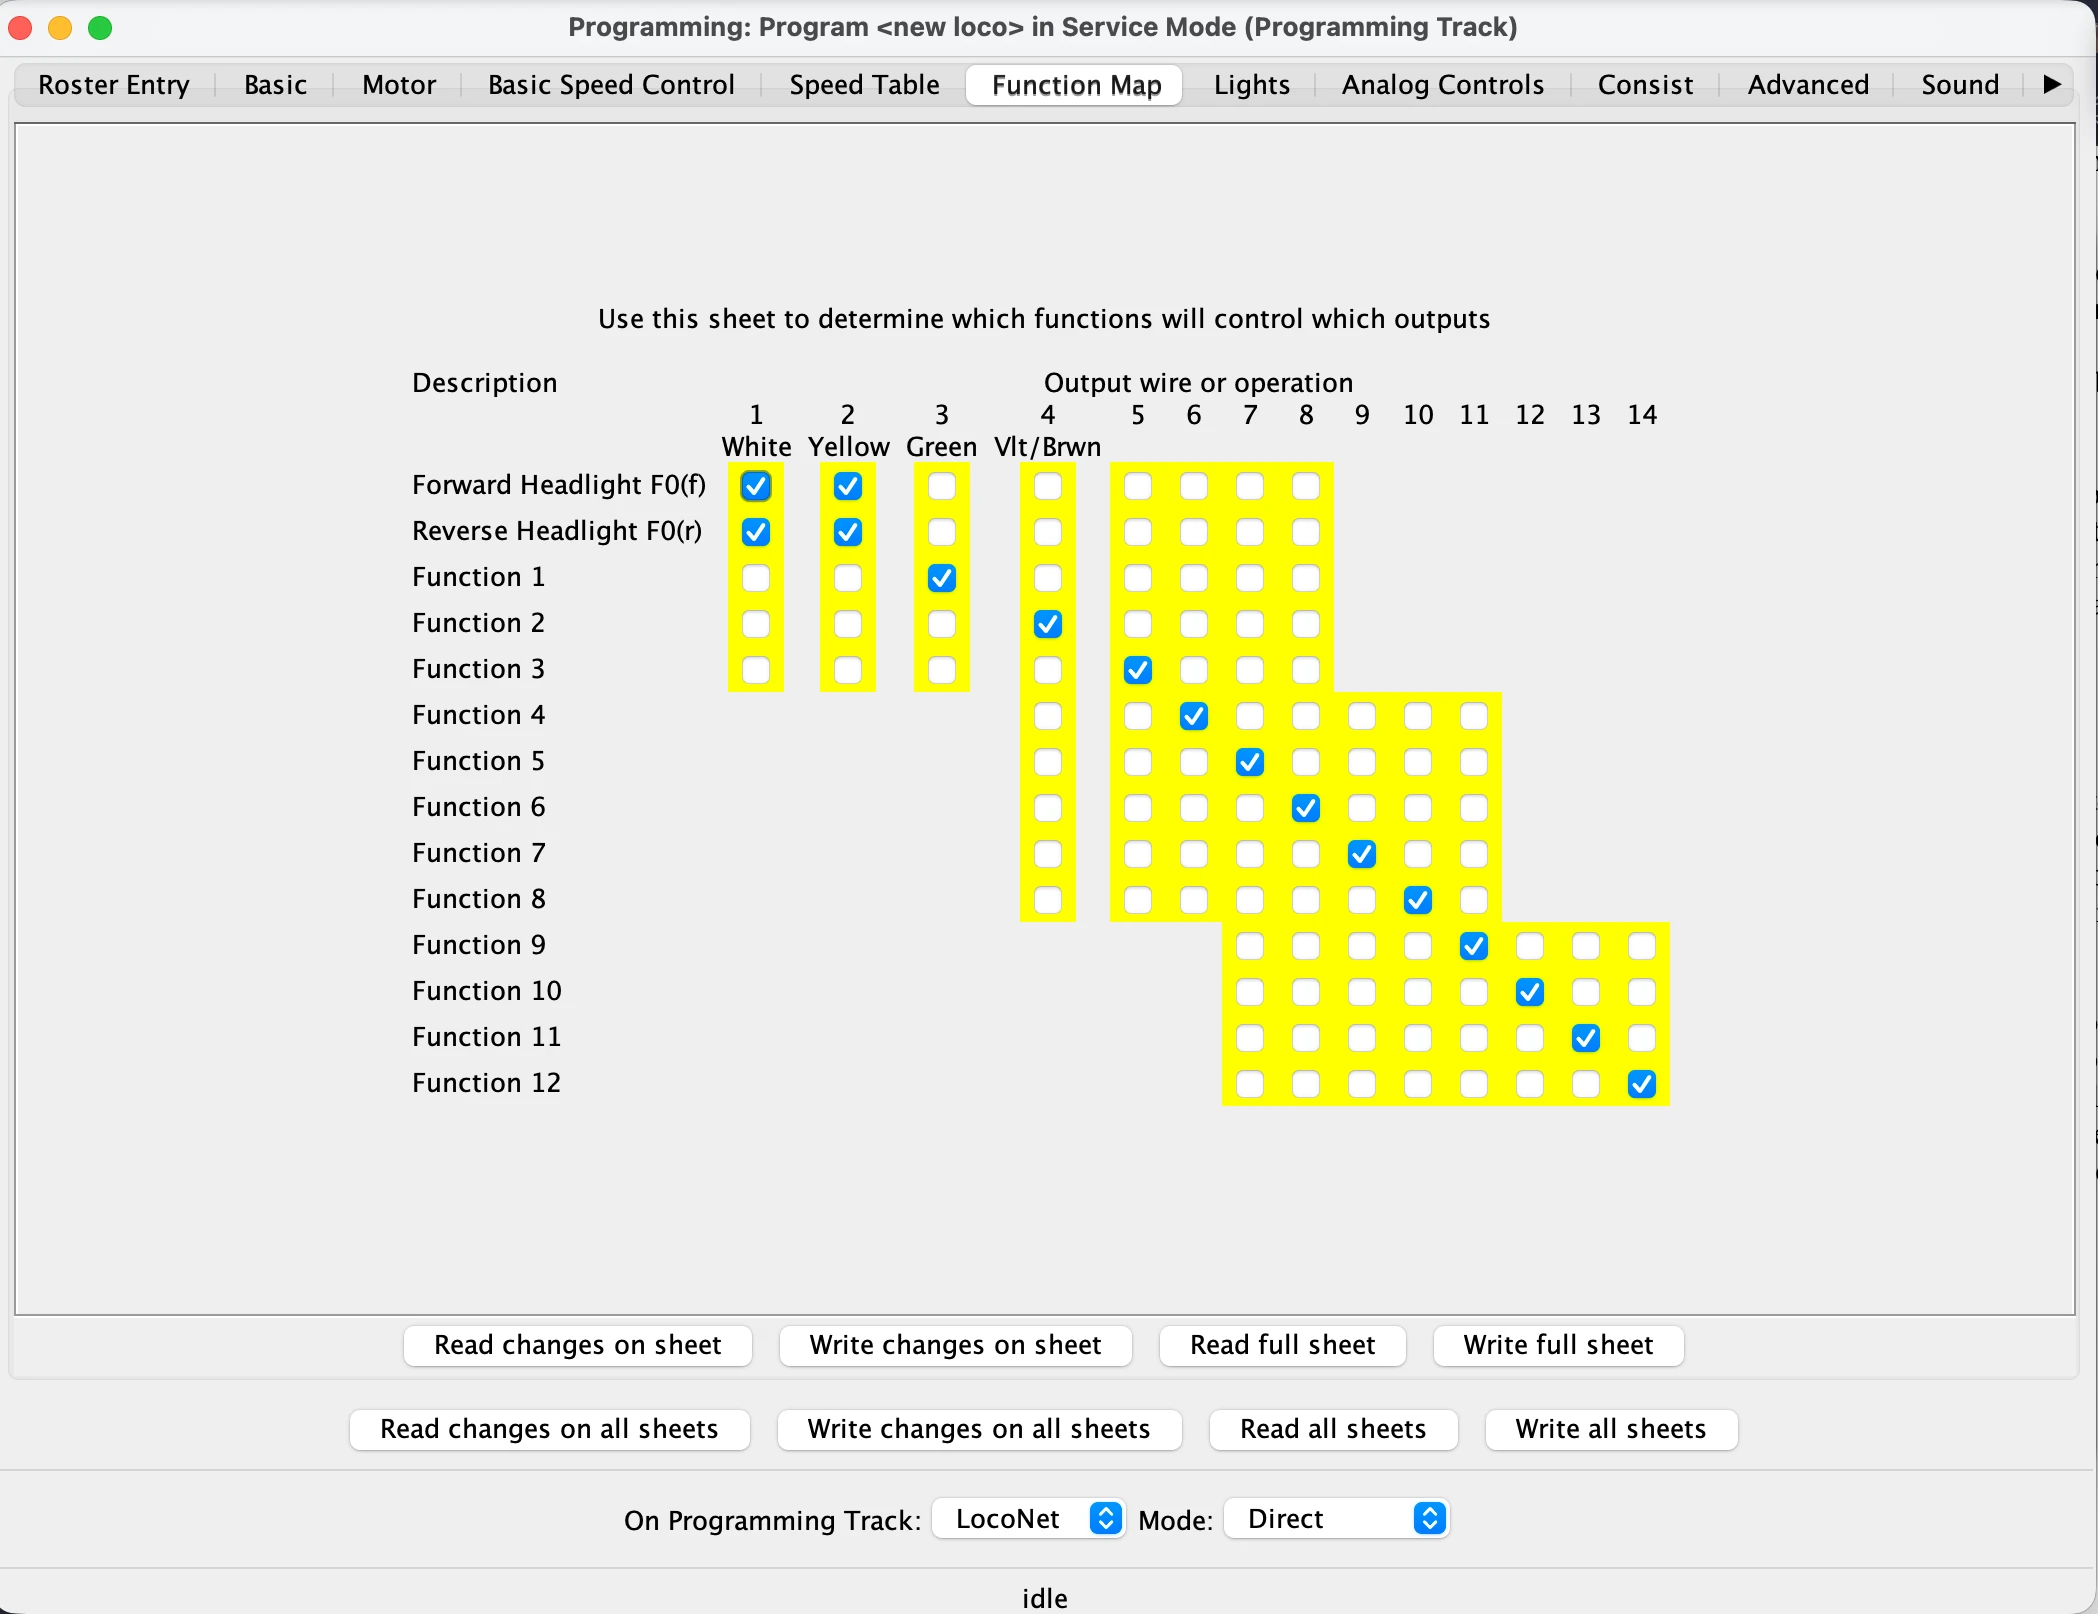 Programming: Program <new loco> in Service Mode (Programming Track)
Roster Entry Basic Motor Basic Speed Control Speed Table Function Map Lights Analog Controls Consist Advanced Sound
Use this sheet to determine which functions will control which outputs
Description Output wire or operation
1 2 3 4 5 6 7 8 9 10 11 12 13 14
White Yellow Green Vlt/Brwn
Forward Headlight F0(f)
Reverse Headlight F0(r)
Function 1
Function 2
Function 3
Function 4
Function 5
Function 6
Function 7
Function 8
Function 9
Function 10
Function 11
Function 12
Read changes on sheet Write changes on sheet Read full sheet Write full sheet
Read changes on all sheets Write changes on all sheets Read all sheets Write all sheets
On Programming Track: LocoNet Mode: Direct
idle